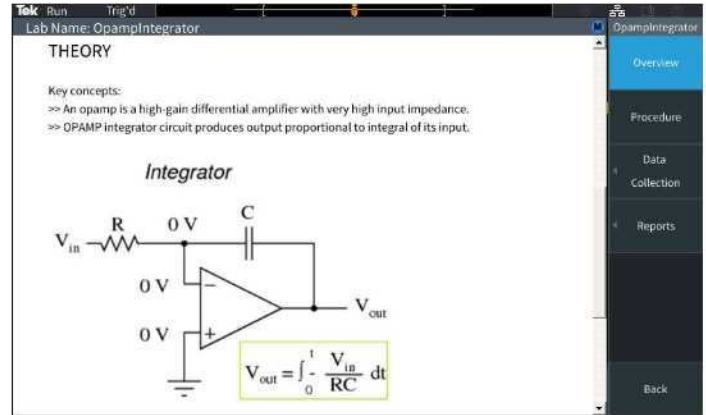 Tek Run Trig'd
Lab Name: OpampIntegrator
OpampIntegrator
THEORY
Key concepts:
>> An opamp is a high-gain differential amplifier with very high input impedance.
>> OPAMP integrator circuit produces output proportional to integral of its input.
Integrator
R 0 V C
Vin
0 V
Vout
0 V
+
Vout = ∫ t 0 - Vin/RC dt
Overview
Procedure
Data
Collection
Reports
Back